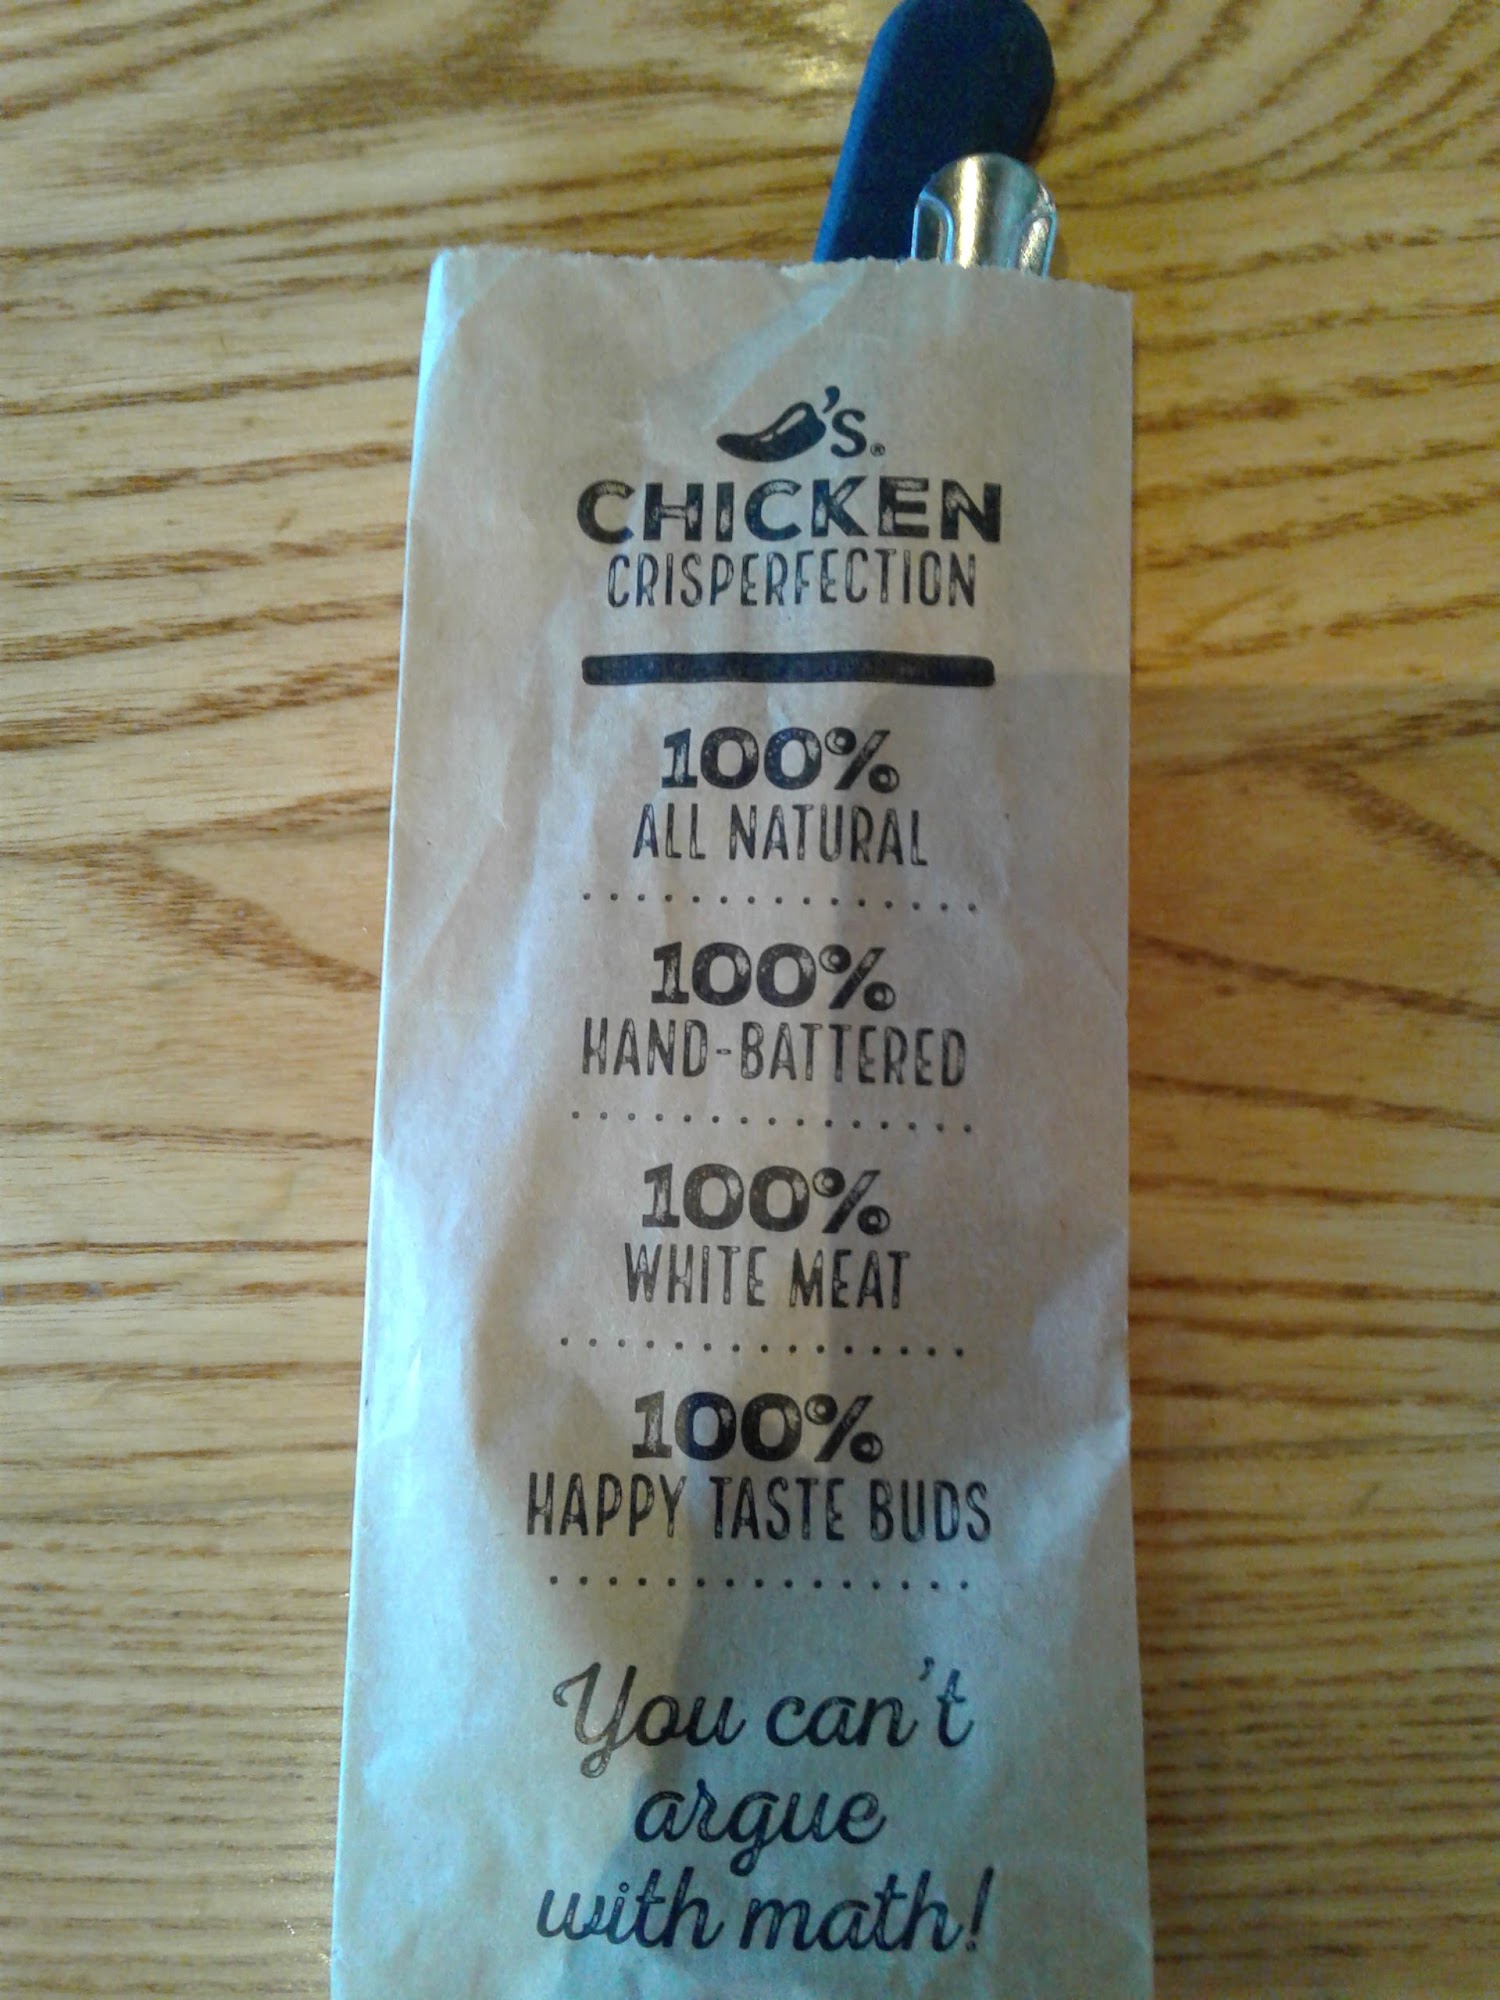 's®
CHICKEN
CRISPERFECTION
100%
ALL NATURAL
100%
HAND-BATTERED
100%
WHITE MEAT
100%
HAPPY TASTE BUDS
You can't
argue
with math!